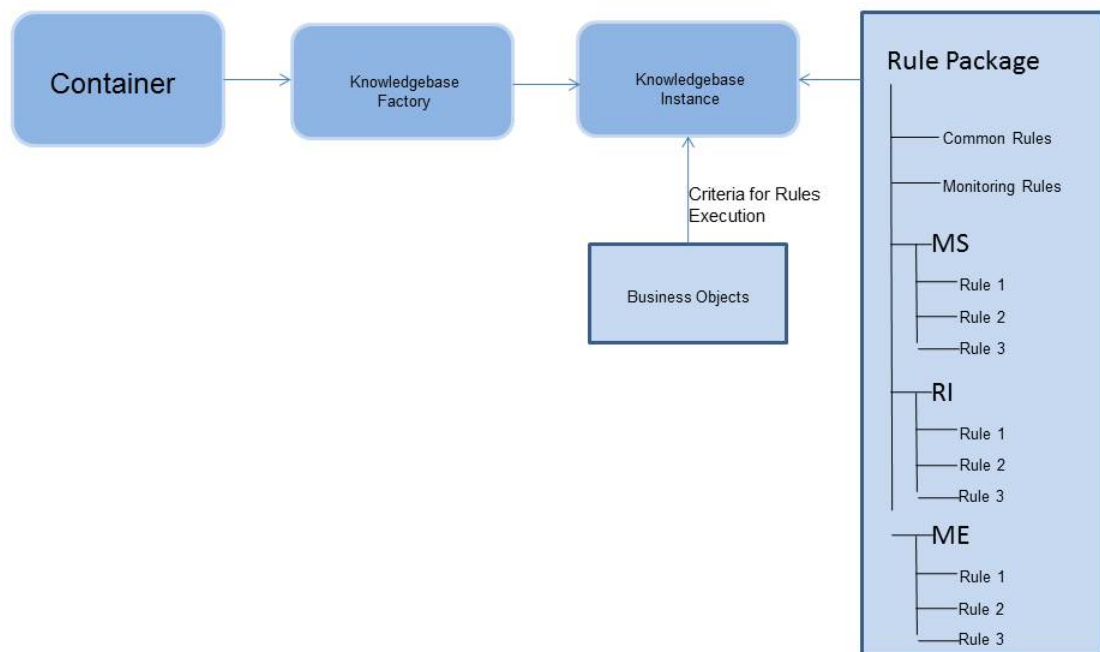 Container
Knowledgebase
Factory
Knowledgebase
Instance
Criteria for Rules
Execution
Business Objects
Rule Package
Common Rules
Monitoring Rules
MS
Rule 1
Rule 2
Rule 3
RI
Rule 1
Rule 2
Rule 3
ME
Rule 1
Rule 2
Rule 3